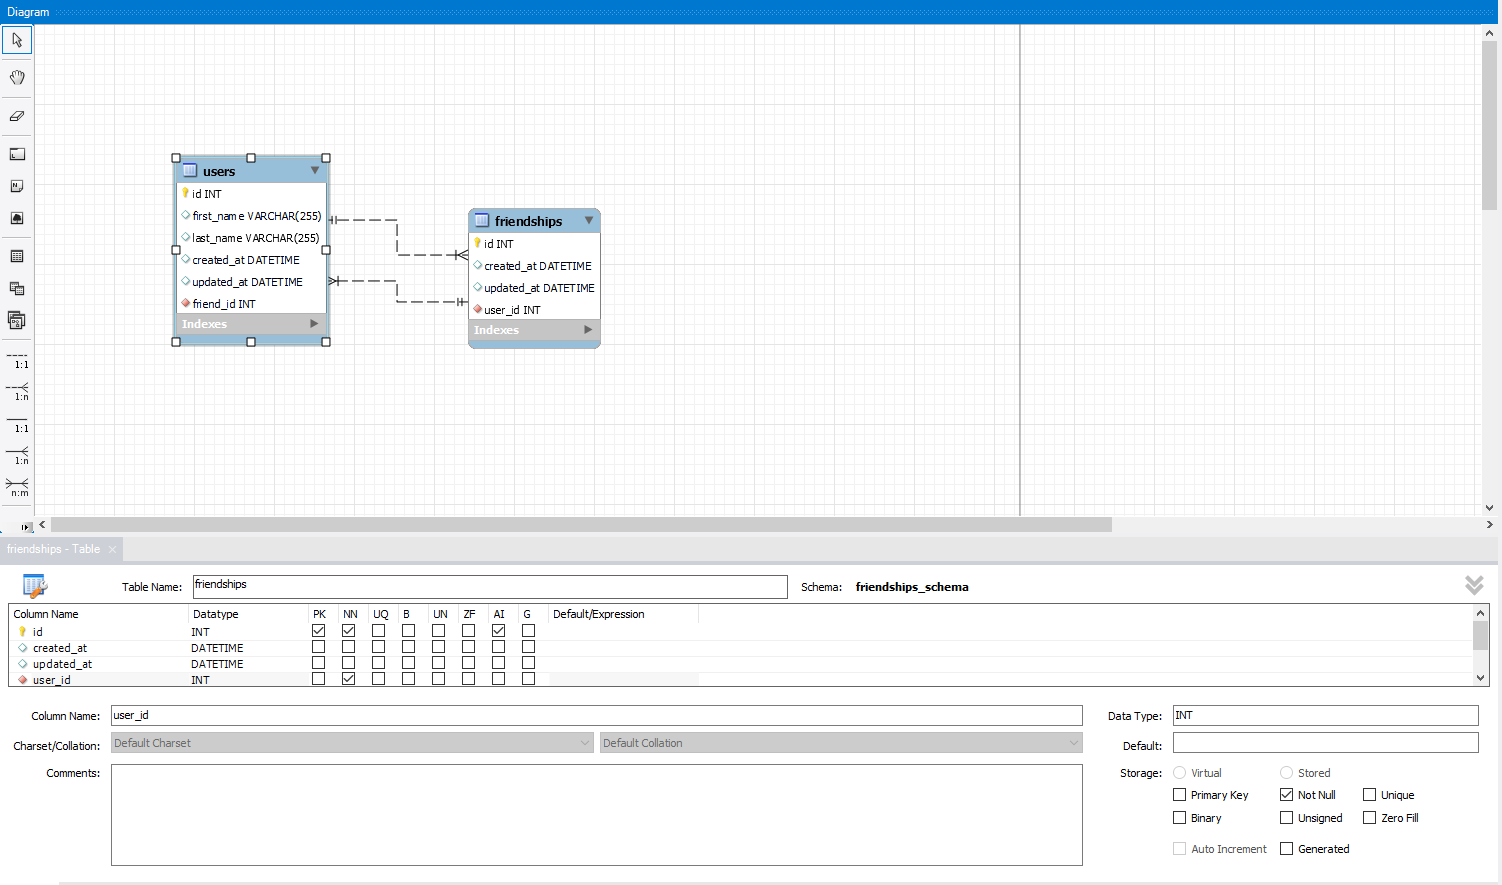 Diagram
users
id INT
first_name VARCHAR(255)
last_name VARCHAR(255)
created_at DATETIME
updated_at DATETIME
friend_id INT
Indexes
friendships
id INT
created_at DATETIME
updated_at DATETIME
user_id INT
Indexes
1:1
1:n
1:1
1:n
n:m
friendships - Table
Table Name: friendships Schema: friendships_schema
Column Name Datatype PK NN UQ B UN ZF AI G Default/Expression
id INT
created_at DATETIME
updated_at DATETIME
user_id INT
Column Name: user_id Data Type: INT
Charset/Collation: Default Charset Default Collation Default:
Comments: Storage: Virtual Stored
Primary Key Not Null Unique
Binary Unsigned Zero Fill
Auto Increment Generated